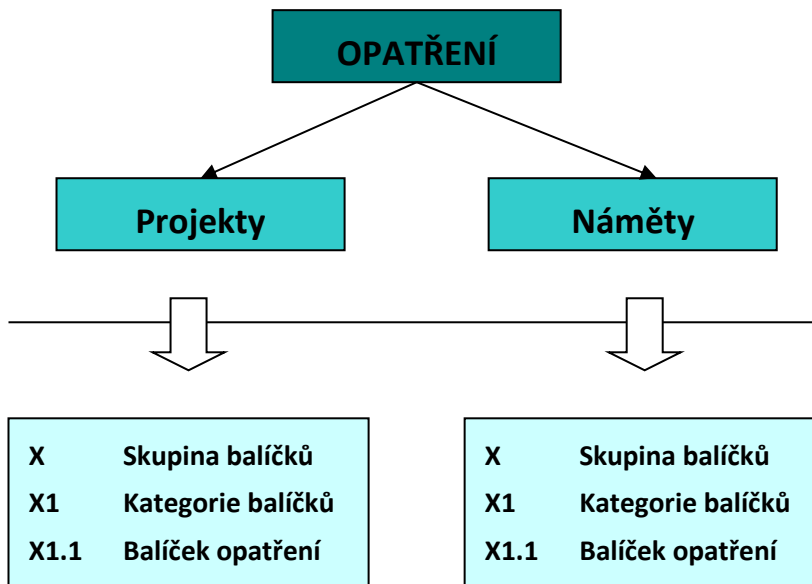 OPATŘENÍ
Projekty
Náměty
X Skupina balíčků
X1 Kategorie balíčků
X1.1 Balíček opatření
X Skupina balíčků
X1 Kategorie balíčků
X1.1 Balíček opatření